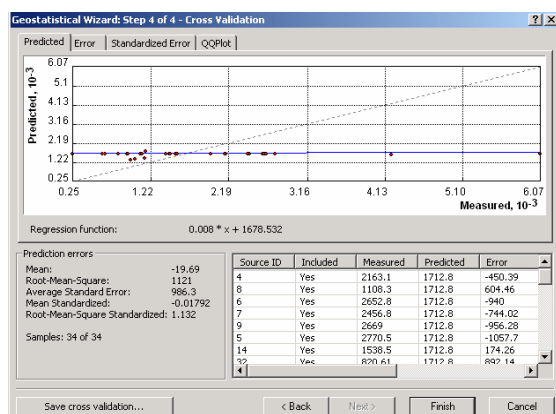 Geostatistical Wizard: Step 4 of 4 - Cross Validation
Predicted Error Standardized Error QQPlot
Predicted, 10⁻³
6.07
5.1
4.13
3.16
2.19
1.22
0.25
0.25 1.22 2.19 3.16 4.13 5.10 6.07
Measured, 10⁻³
Regression function: 0.008 * x + 1678.532
Prediction errors
Mean: -19.69
Root-Mean-Square: 1121
Average Standard Error: 986.3
Mean Standardized: -0.01792
Root-Mean-Square Standardized: 1.132
Samples: 34 of 34
Source ID Included Measured Predicted Error
4 Yes 2163.1 1712.8 -450.39
8 Yes 1108.3 1712.8 604.46
6 Yes 2652.8 1712.8 -940
7 Yes 2456.8 1712.8 -744.02
9 Yes 2669 1712.8 -956.28
5 Yes 2770.5 1712.8 -1057.7
14 Yes 1538.5 1712.8 174.26
32 Yes 820.61 1712.8 892.14
Save cross validation... < Back Next > Finish Cancel